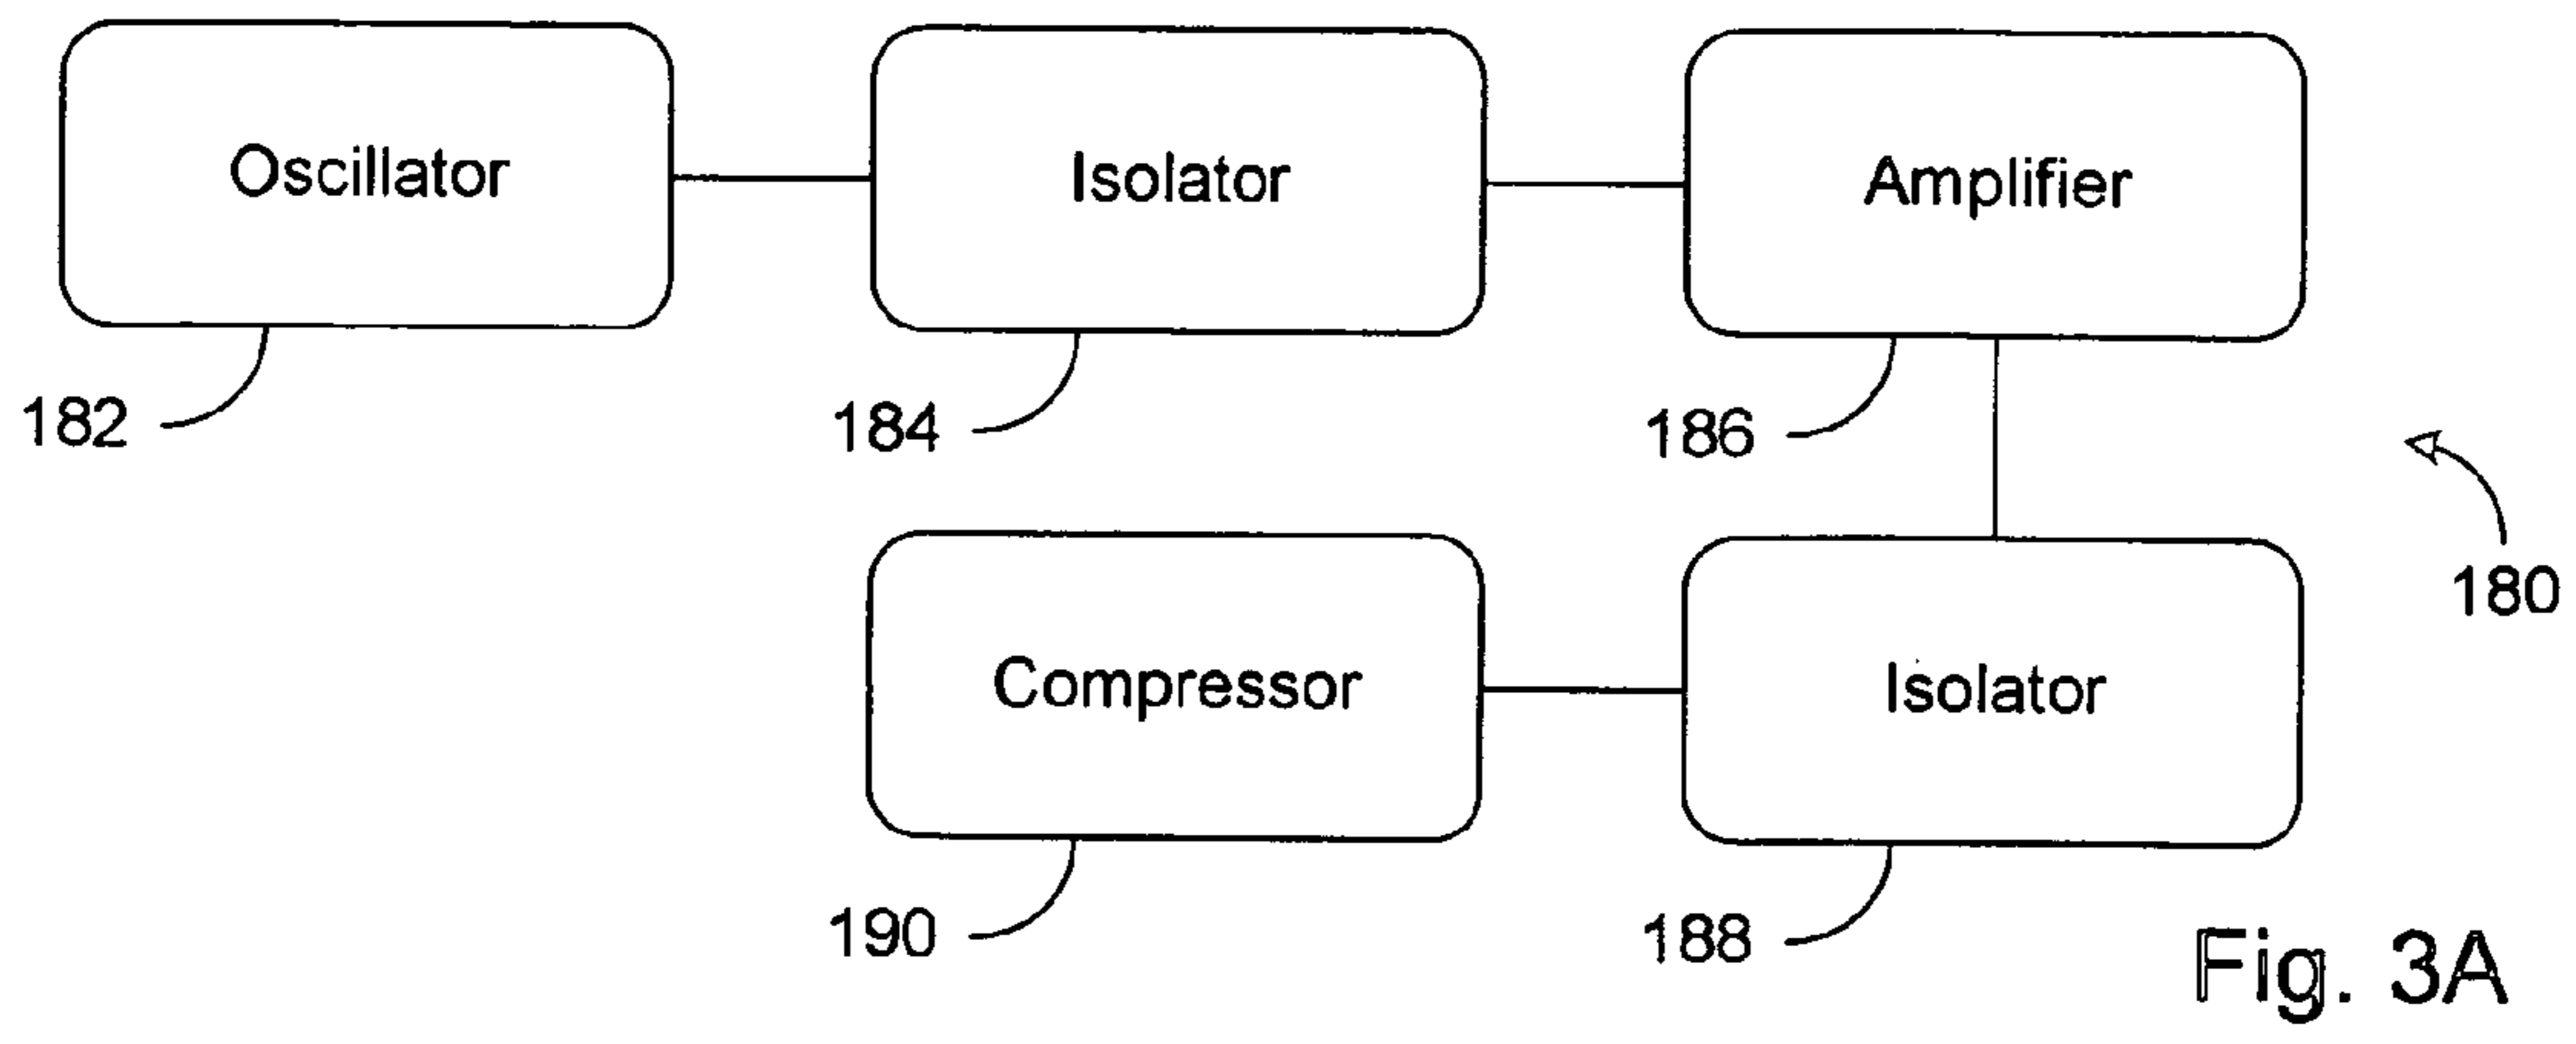 Oscillator
Isolator
Amplifier
182
184
186
180
Compressor
Isolator
190
188
Fig. 3A